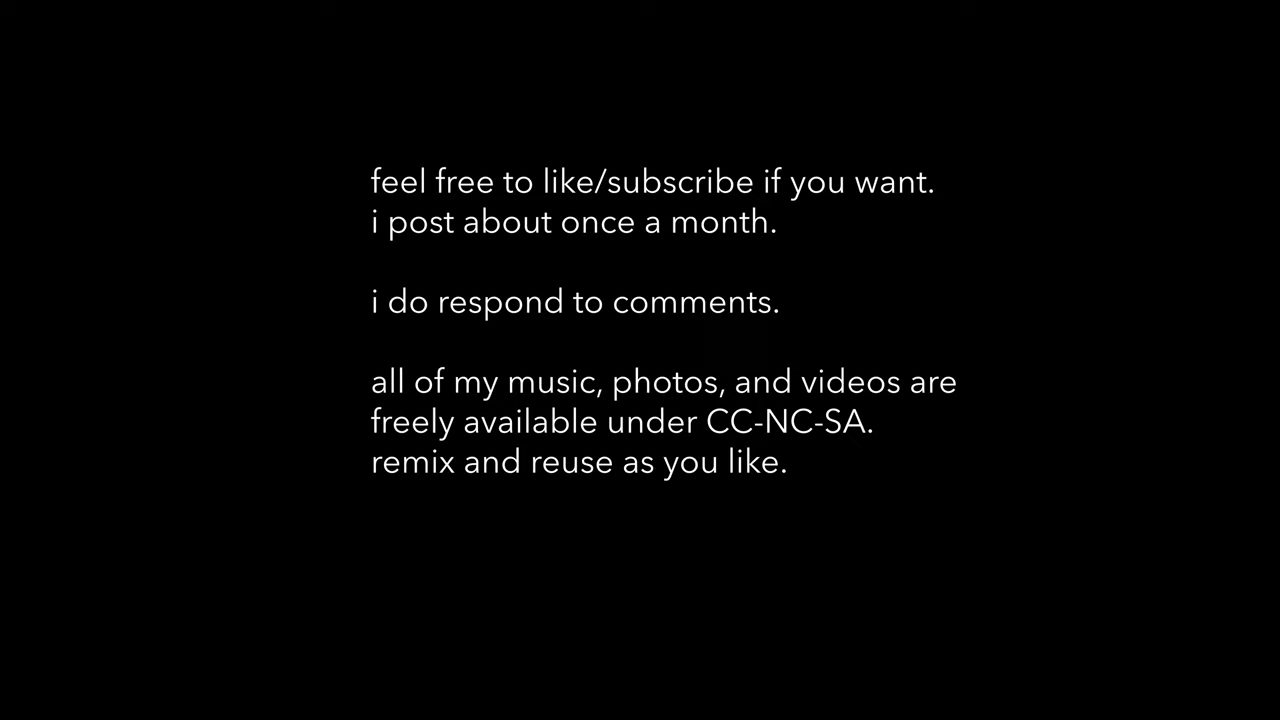 feel free to like/subscribe if you want.
i post about once a month.
i do respond to comments.
all of my music, photos, and videos are
freely available under CC-NC-SA.
remix and reuse as you like.